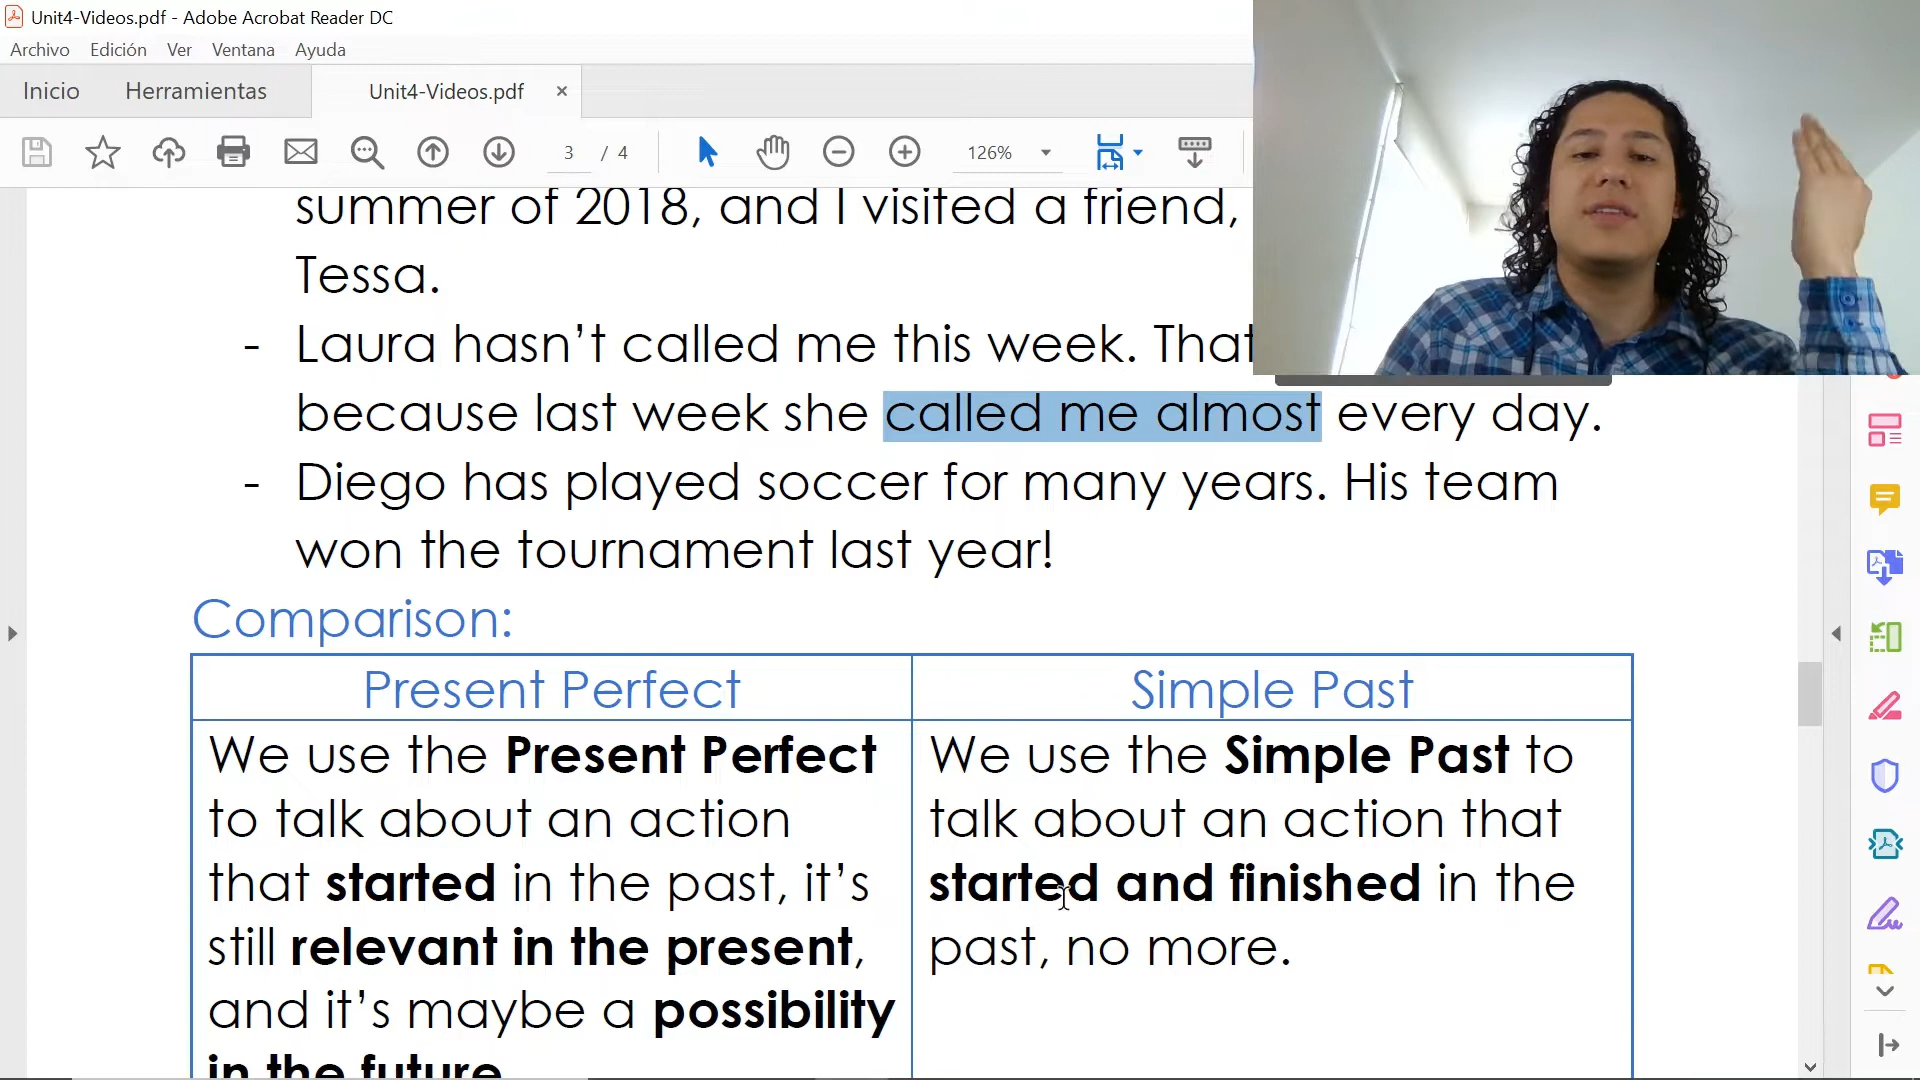 Unit4-Videos.pdf - Adobe Acrobat Reader DC
Archivo Edición Ver Ventana Ayuda
Inicio Herramientas Unit4-Videos.pdf ×
3 / 4 126%
summer of 2018, and I visited a friend,
Tessa.
- Laura hasn’t called me this week. That
because last week she called me almost every day.
- Diego has played soccer for many years. His team
won the tournament last year!
Comparison:
Present Perfect Simple Past
We use the Present Perfect
to talk about an action
that started in the past, it’s
still relevant in the present,
and it’s maybe a possibility
in the future
We use the Simple Past to
talk about an action that
started and finished in the
past, no more.